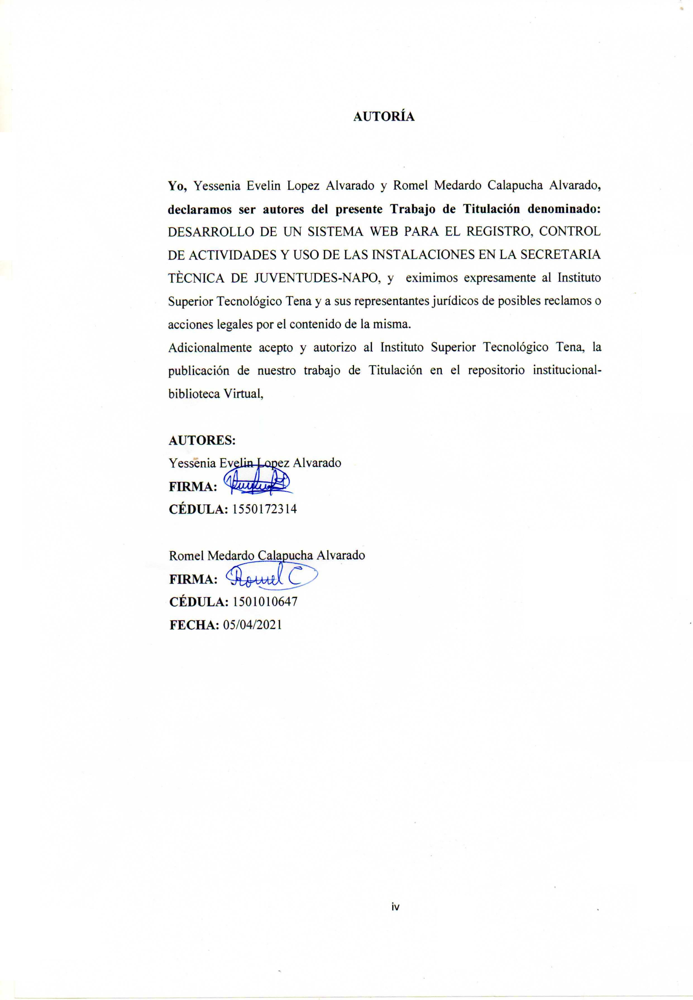 AUTORÍA
Yo, Yessenia Evelin Lopez Alvarado y Romel Medardo Calapucha Alvarado,
declaramos ser autores del presente Trabajo de Titulación denominado:
DESARROLLO DE UN SISTEMA WEB PARA EL REGISTRO, CONTROL
DE ACTIVIDADES Y USO DE LAS INSTALACIONES EN LA SECRETARIA
TÈCNICA DE JUVENTUDES-NAPO, y eximimos expresamente al Instituto
Superior Tecnológico Tena y a sus representantes jurídicos de posibles reclamos o
acciones legales por el contenido de la misma.
Adicionalmente acepto y autorizo al Instituto Superior Tecnológico Tena, la
publicación de nuestro trabajo de Titulación en el repositorio institucional-
biblioteca Virtual,
AUTORES:
Yessenia Evelin Lopez Alvarado
FIRMA:
CÉDULA: 1550172314
Romel Medardo Calapucha Alvarado
FIRMA: Romel C
CÉDULA: 1501010647
FECHA: 05/04/2021
iv